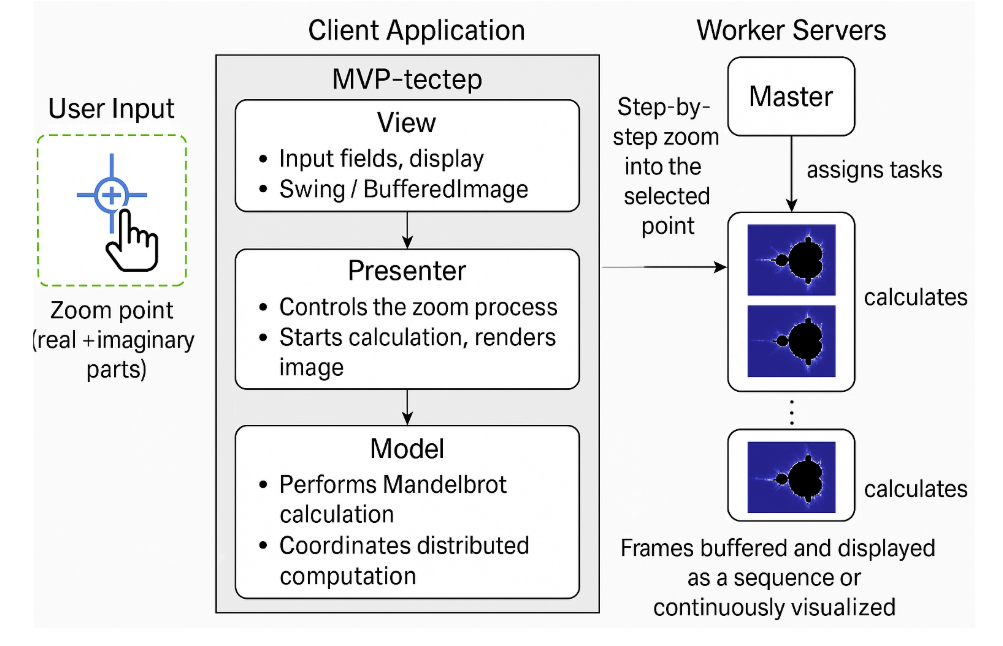 User Input
Zoom point
(real +imaginary
parts)
Client Application
MVP-tectep
View
• Input fields, display
• Swing / BufferedImage
Presenter
• Controls the zoom process
• Starts calculation, renders
image
Model
• Performs Mandelbrot
calculation
• Coordinates distributed
computation
Step-by-
step zoom
into the
selected
point
Worker Servers
Master
assigns tasks
calculates
calculates
Frames buffered and displayed
as a sequence or
continuously visualized